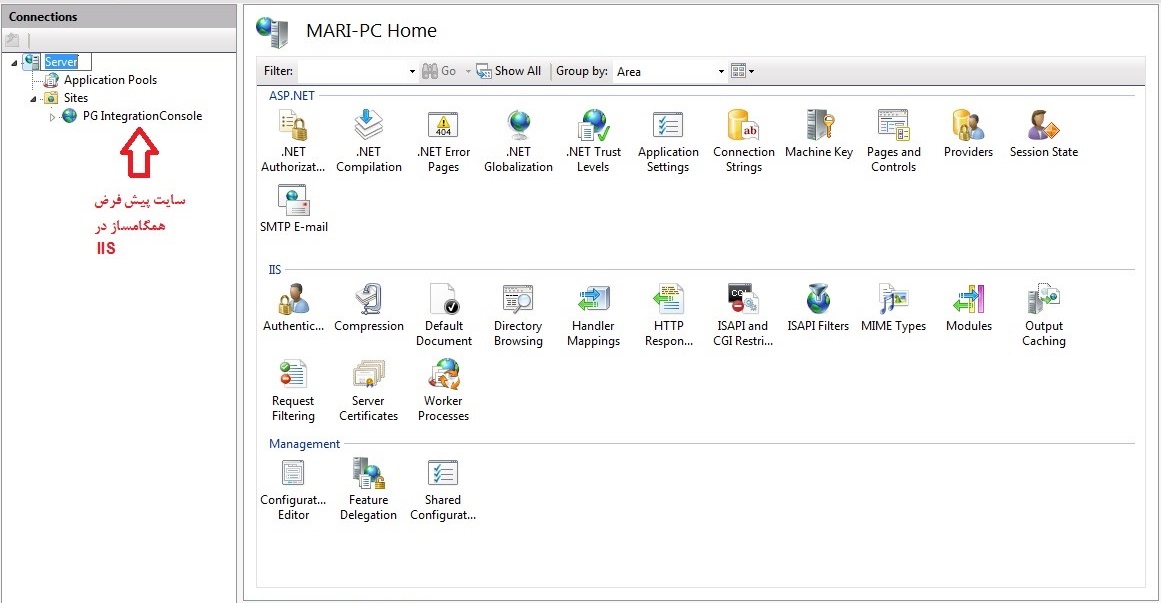 Connections
Server
Application Pools
Sites
PG IntegrationConsole
سایت پیش فرض
همگامساز در
IIS
MARI-PC Home
Filter: Go Show All Group by: Area
ASP.NET
.NET Authorizat...
.NET Compilation
.NET Error Pages
.NET Globalization
.NET Trust Levels
Application Settings
Connection Strings
Machine Key
Pages and Controls
Providers
Session State
SMTP E-mail
IIS
Authentic...
Compression
Default Document
Directory Browsing
Handler Mappings
HTTP Respon...
ISAPI and CGI Restri...
ISAPI Filters
MIME Types
Modules
Output Caching
Request Filtering
Server Certificates
Worker Processes
Management
Configurat... Editor
Feature Delegation
Shared Configurat...